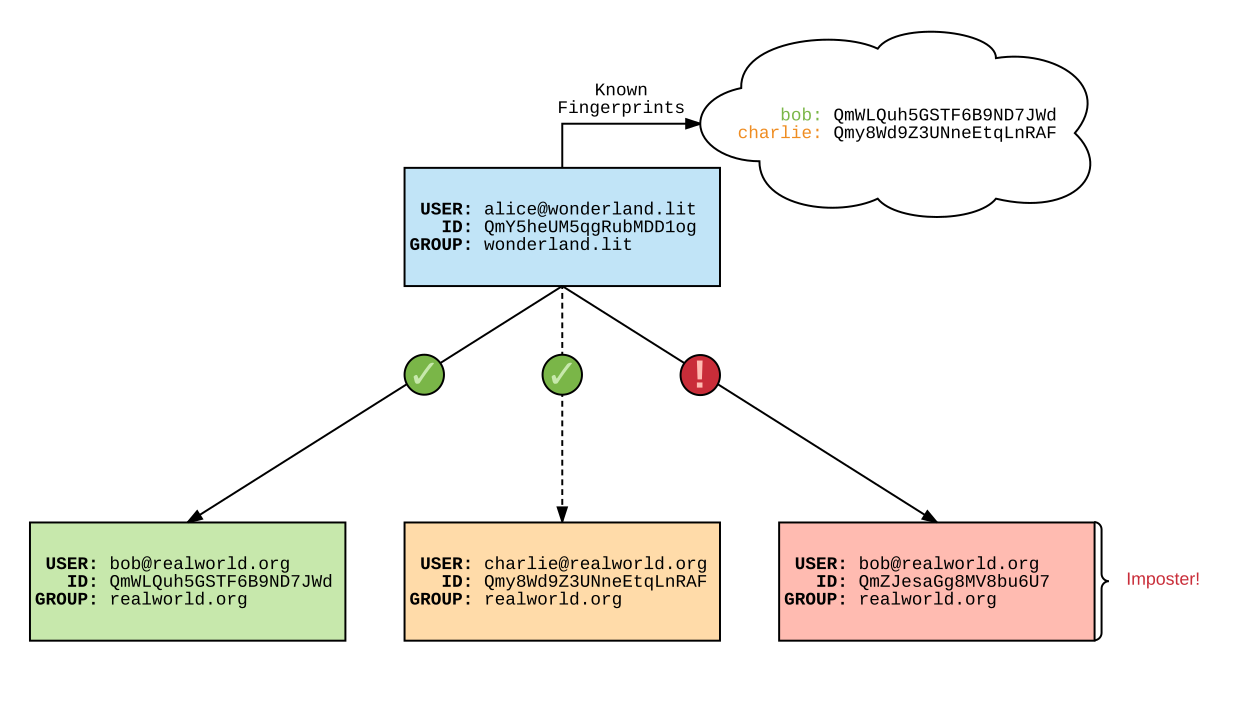 Known
Fingerprints
bob: QmWLQuh5GSTF6B9ND7JWd
charlie: Qmy8Wd9Z3UNneEtqLnRAF
USER: alice@wonderland.lit
ID: QmY5heUM5qgRubMDD1og
GROUP: wonderland.lit
✓
✓
!
USER: bob@realworld.org
ID: QmWLQuh5GSTF6B9ND7JWd
GROUP: realworld.org
USER: charlie@realworld.org
ID: Qmy8Wd9Z3UNneEtqLnRAF
GROUP: realworld.org
USER: bob@realworld.org
ID: QmZJesaGg8MV8bu6U7
GROUP: realworld.org
Imposter!